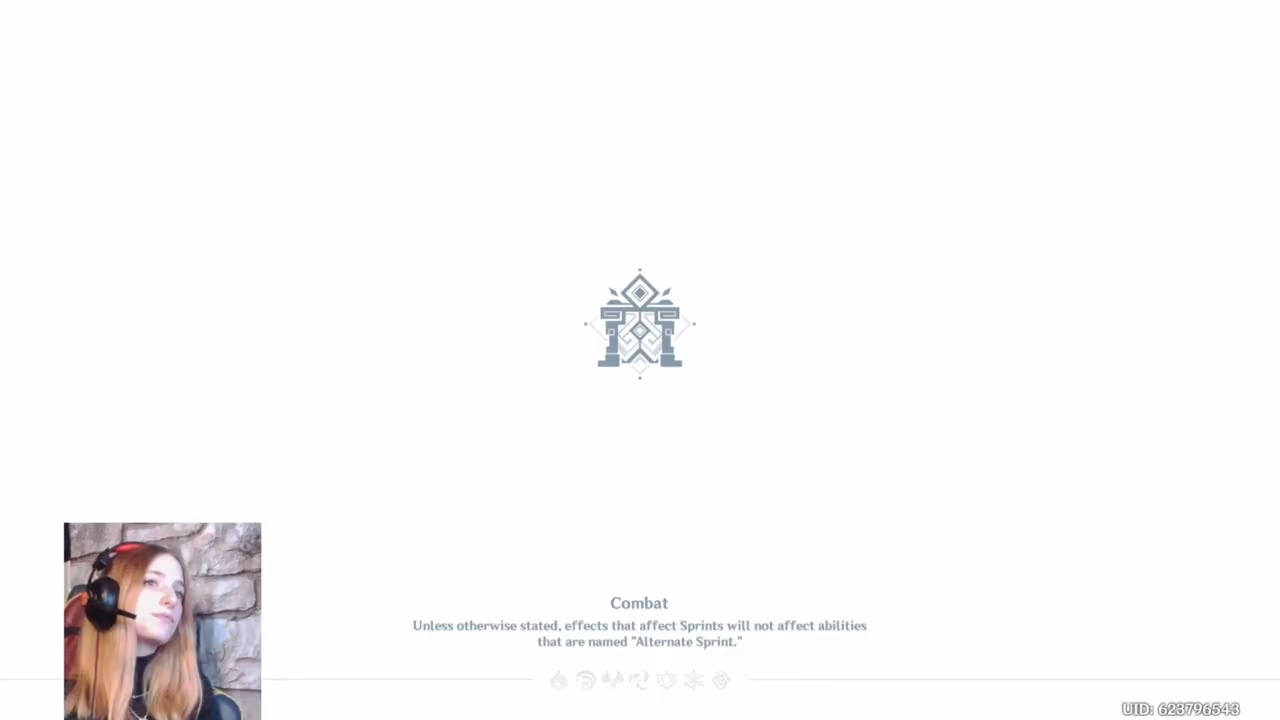 Combat
Unless otherwise stated, effects that affect Sprints will not affect abilities
that are named "Alternate Sprint."
UID: 623796543